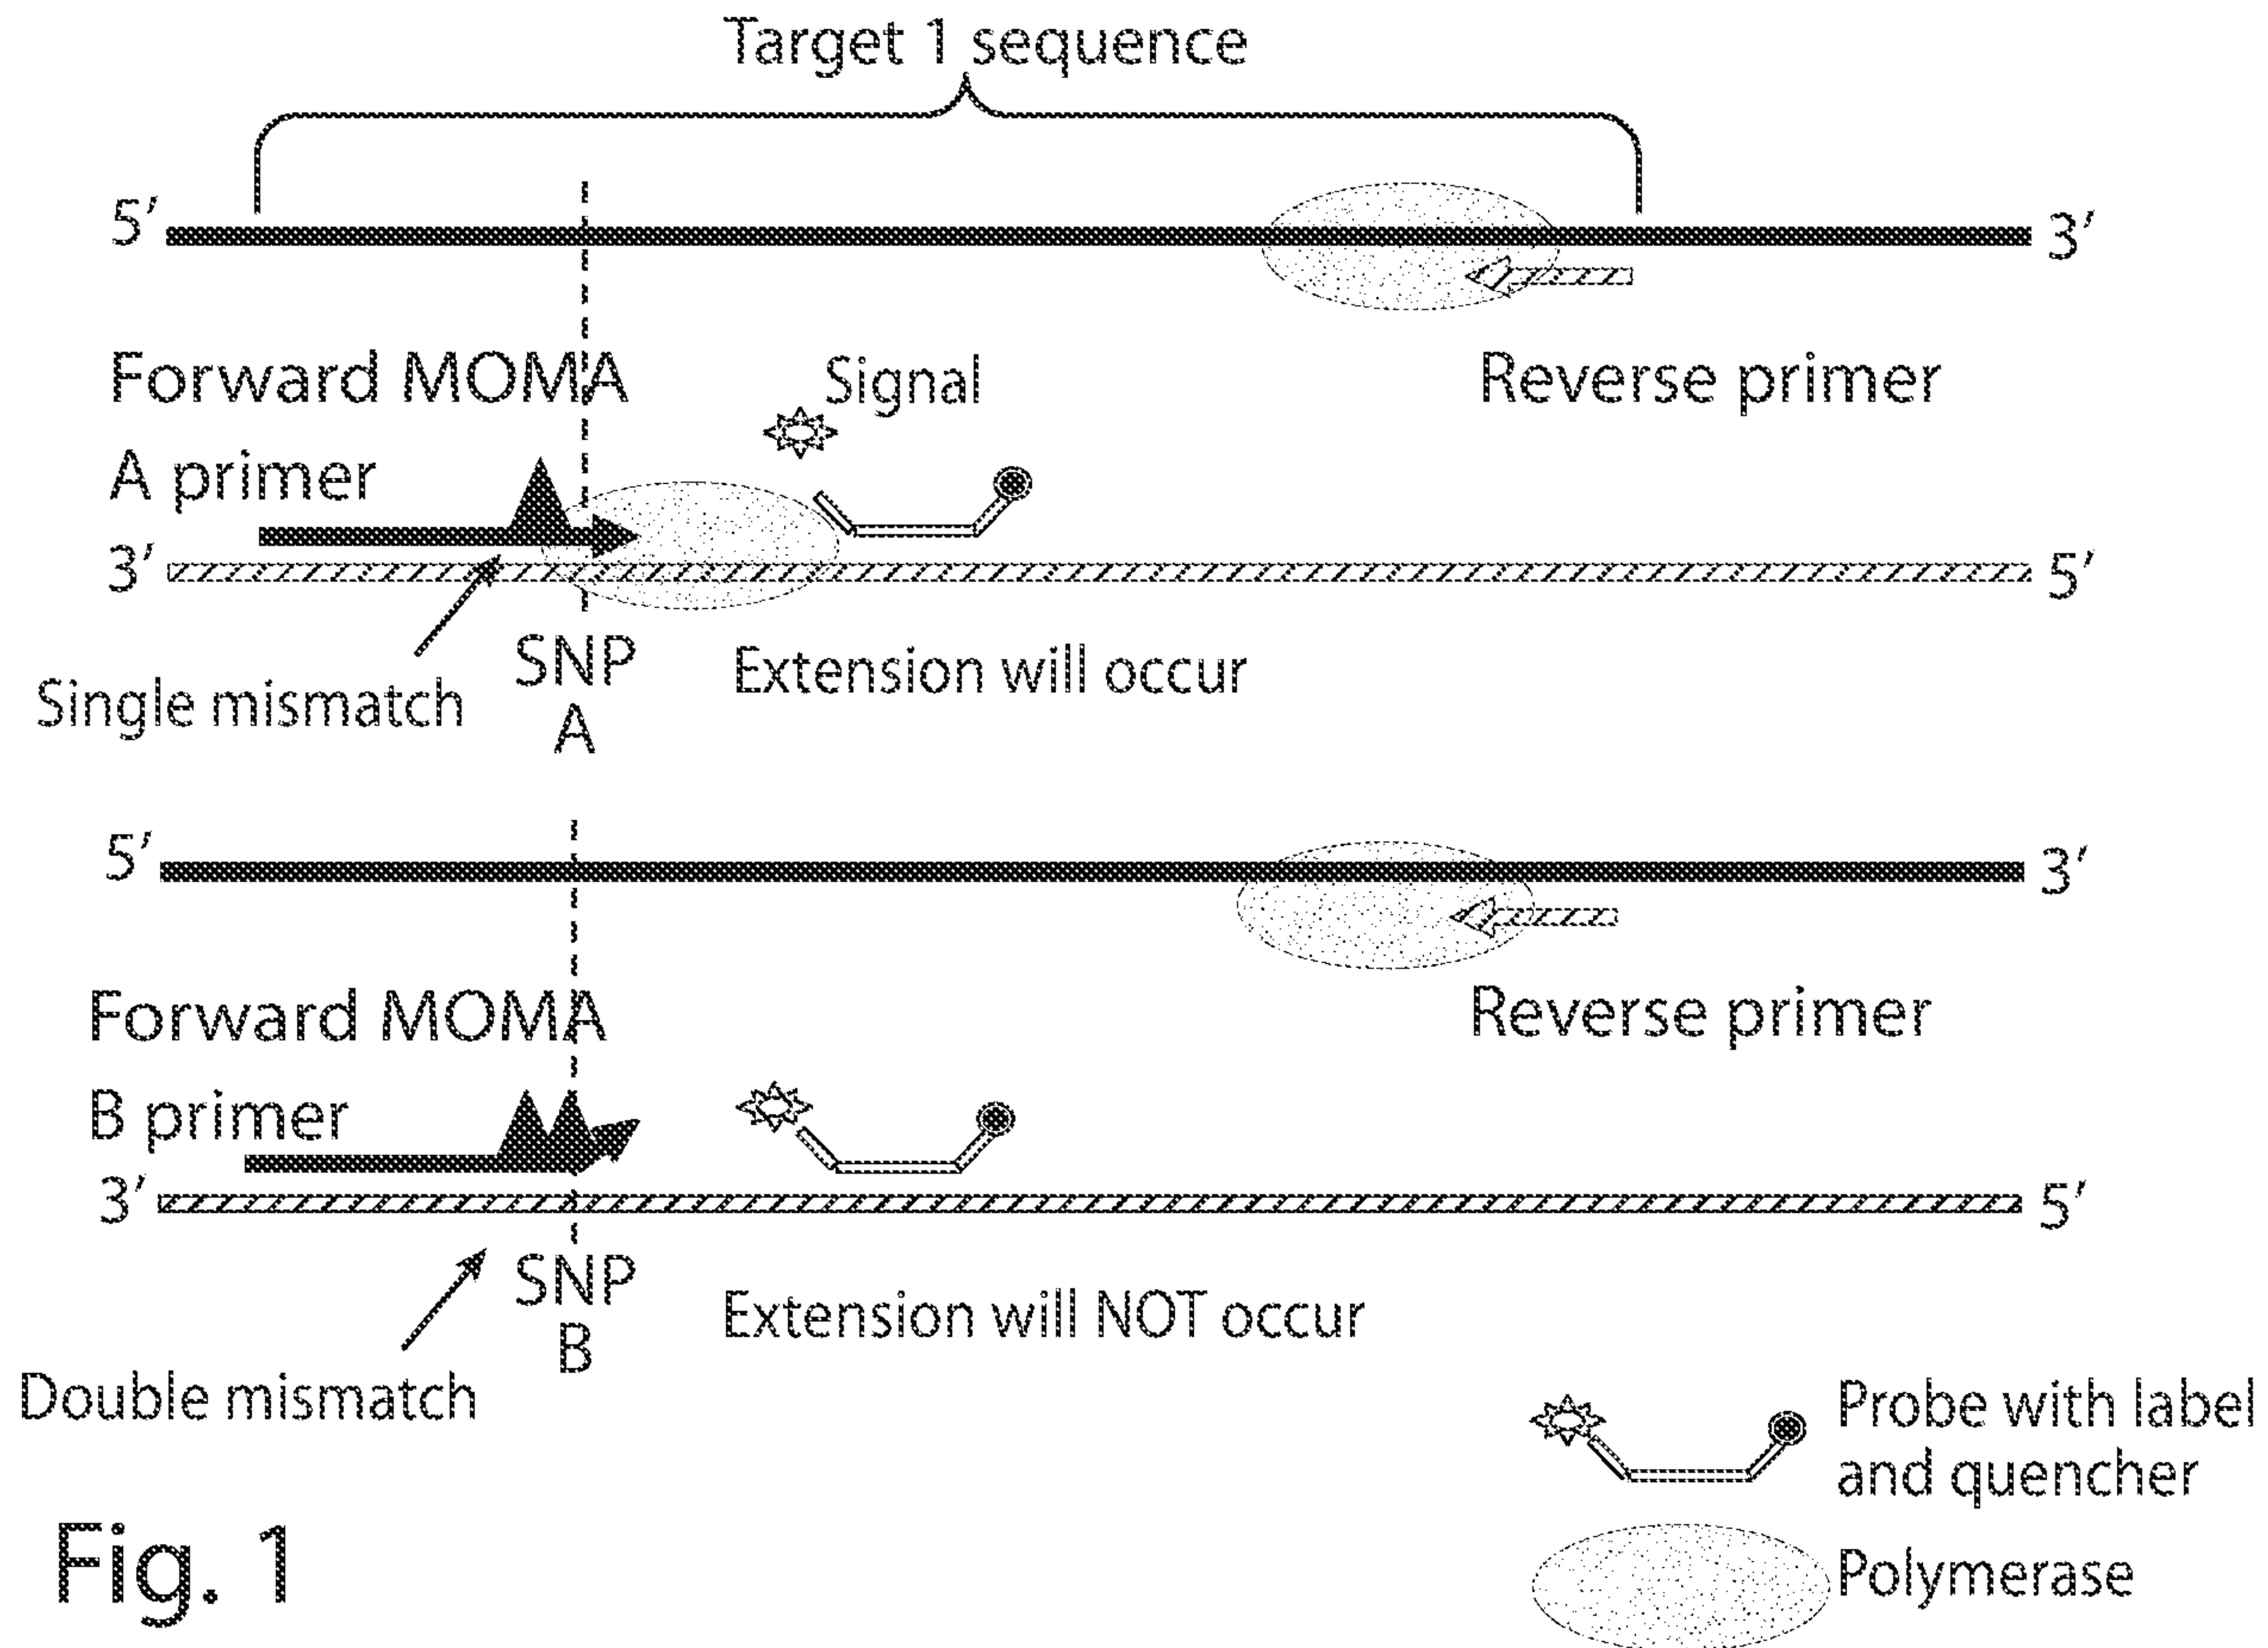 Target 1 sequence
5′
3′
Forward MOMA
A primer
Signal
Reverse primer
3′
5′
Single mismatch
SNP
A
Extension will occur
5′
3′
Forward MOMA
B primer
Reverse primer
3′
5′
Double mismatch
SNP
B
Extension will NOT occur
Probe with label
and quencher
Polymerase
Fig. 1